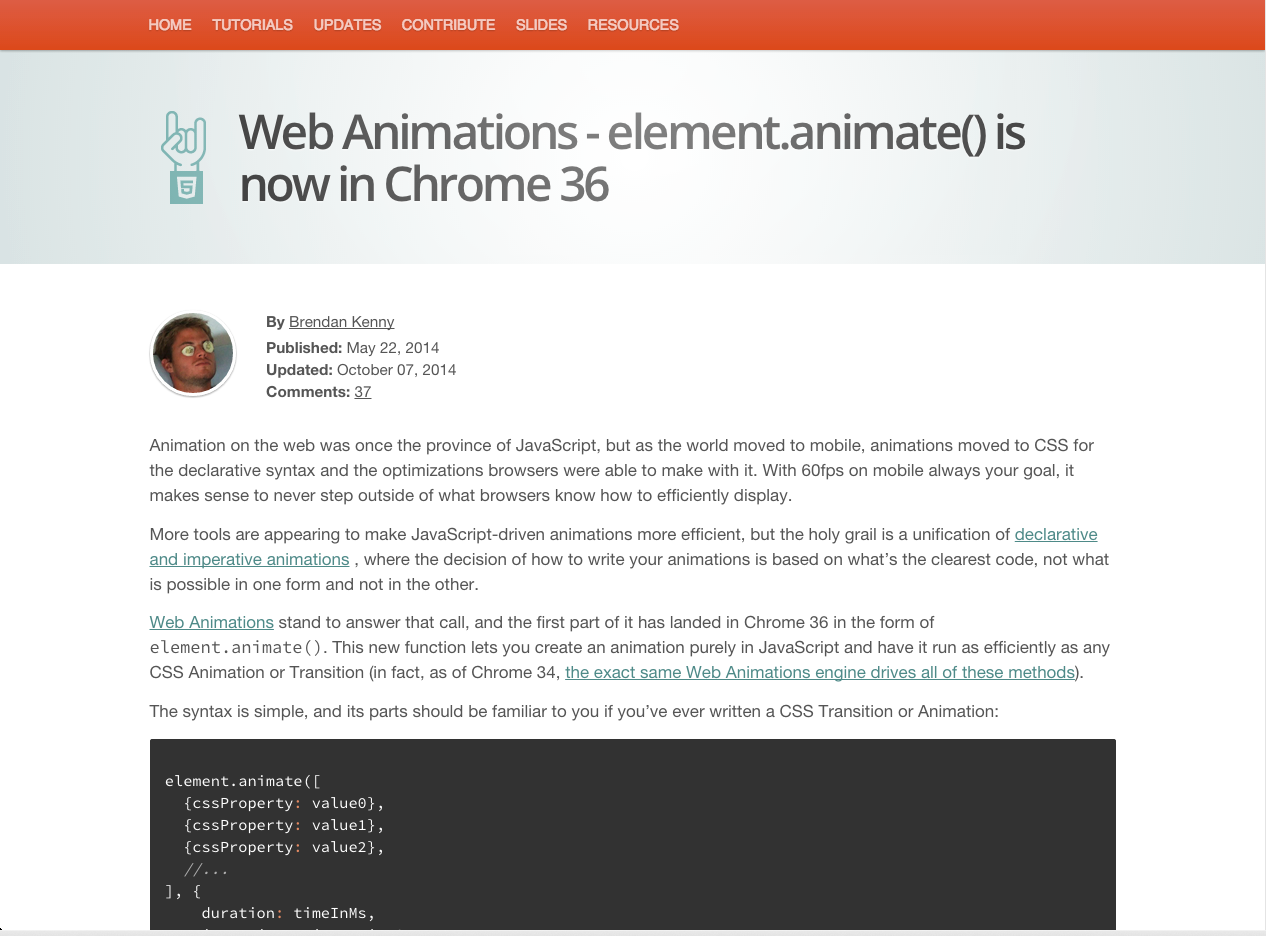 HOME TUTORIALS UPDATES CONTRIBUTE SLIDES RESOURCES
Web Animations - element.animate() is
now in Chrome 36
5
By Brendan Kenny
Published: May 22, 2014
Updated: October 07, 2014
Comments: 37
Animation on the web was once the province of JavaScript, but as the world moved to mobile, animations moved to CSS for
the declarative syntax and the optimizations browsers were able to make with it. With 60fps on mobile always your goal, it
makes sense to never step outside of what browsers know how to efficiently display.
More tools are appearing to make JavaScript-driven animations more efficient, but the holy grail is a unification of declarative
and imperative animations , where the decision of how to write your animations is based on what’s the clearest code, not what
is possible in one form and not in the other.
Web Animations stand to answer that call, and the first part of it has landed in Chrome 36 in the form of
element.animate(). This new function lets you create an animation purely in JavaScript and have it run as efficiently as any
CSS Animation or Transition (in fact, as of Chrome 34, the exact same Web Animations engine drives all of these methods).
The syntax is simple, and its parts should be familiar to you if you’ve ever written a CSS Transition or Animation:
element.animate([
  {cssProperty: value0},
  {cssProperty: value1},
  {cssProperty: value2},
  //...
], {
    duration: timeInMs,